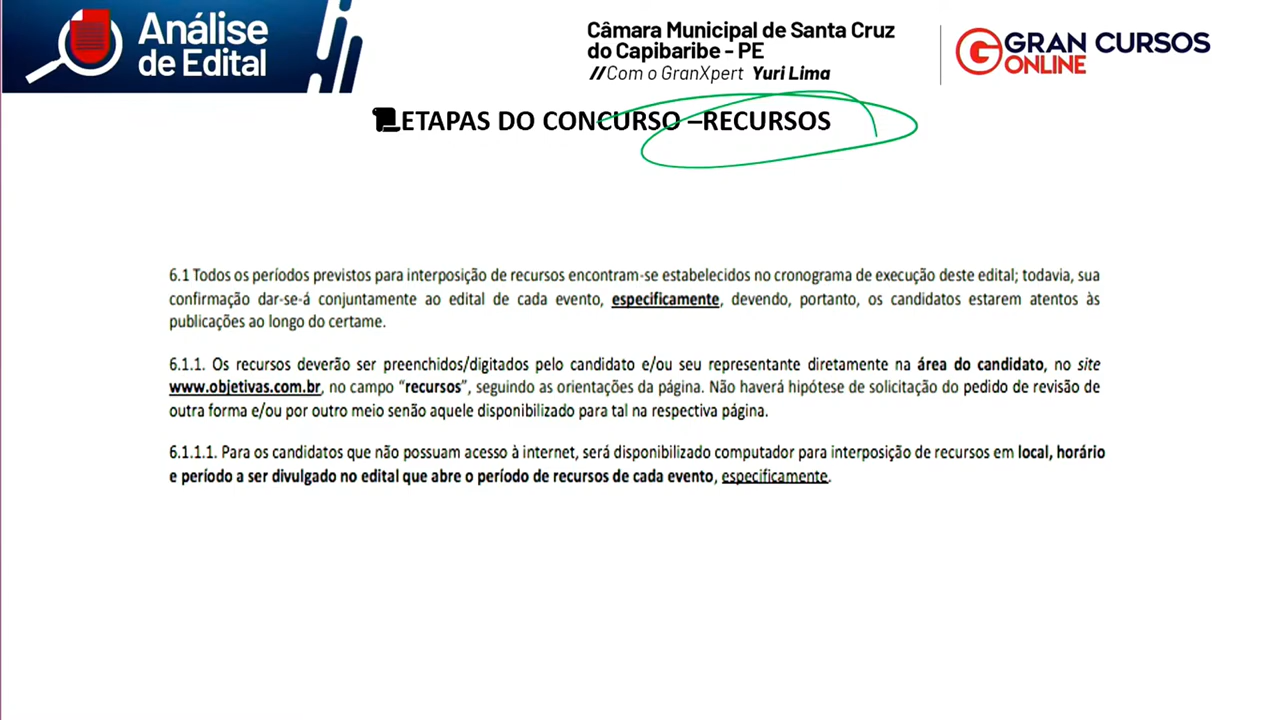 Análise
de Edital
Câmara Municipal de Santa Cruz
do Capibaribe - PE
//Com o GranXpert Yuri Lima
GRAN CURSOS
ONLINE
ETAPAS DO CONCURSO –RECURSOS
6.1 Todos os períodos previstos para interposição de recursos encontram-se estabelecidos no cronograma de execução deste edital; todavia, sua
confirmação dar-se-á conjuntamente ao edital de cada evento, especificamente, devendo, portanto, os candidatos estarem atentos às
publicações ao longo do certame.
6.1.1. Os recursos deverão ser preenchidos/digitados pelo candidato e/ou seu representante diretamente na área do candidato, no site
www.objetivas.com.br, no campo “recursos”, seguindo as orientações da página. Não haverá hipótese de solicitação do pedido de revisão de
outra forma e/ou por outro meio senão aquele disponibilizado para tal na respectiva página.
6.1.1.1. Para os candidatos que não possuam acesso à internet, será disponibilizado computador para interposição de recursos em local, horário
e período a ser divulgado no edital que abre o período de recursos de cada evento, especificamente.